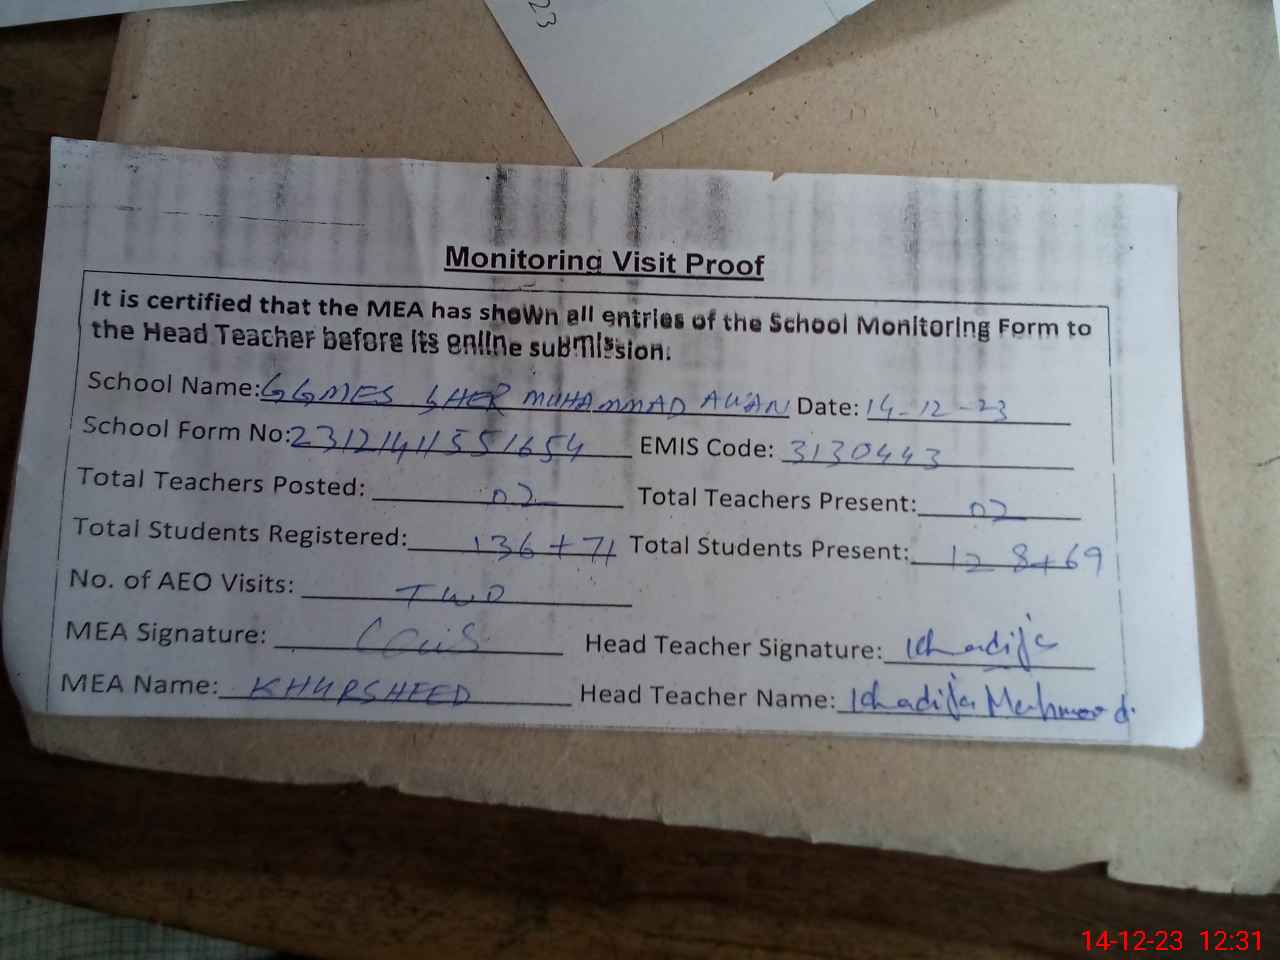 23
Monitoring Visit Proof
It is certified that the MEA has shown all entries of the School Monitoring Form to
the Head Teacher before its online submission.
School Name: GGMES SHER MUHAMMAD AWAN Date: 14-12-23
School Form No: 23121411551654 EMIS Code: 3130443
Total Teachers Posted: 02 Total Teachers Present: 02
Total Students Registered: 136+71 Total Students Present: 128+69
No. of AEO Visits: TWO
MEA Signature: Head Teacher Signature: Khadija
MEA Name: KHURSHEED Head Teacher Name: Khadija Mehmood.
14-12-23 12:31